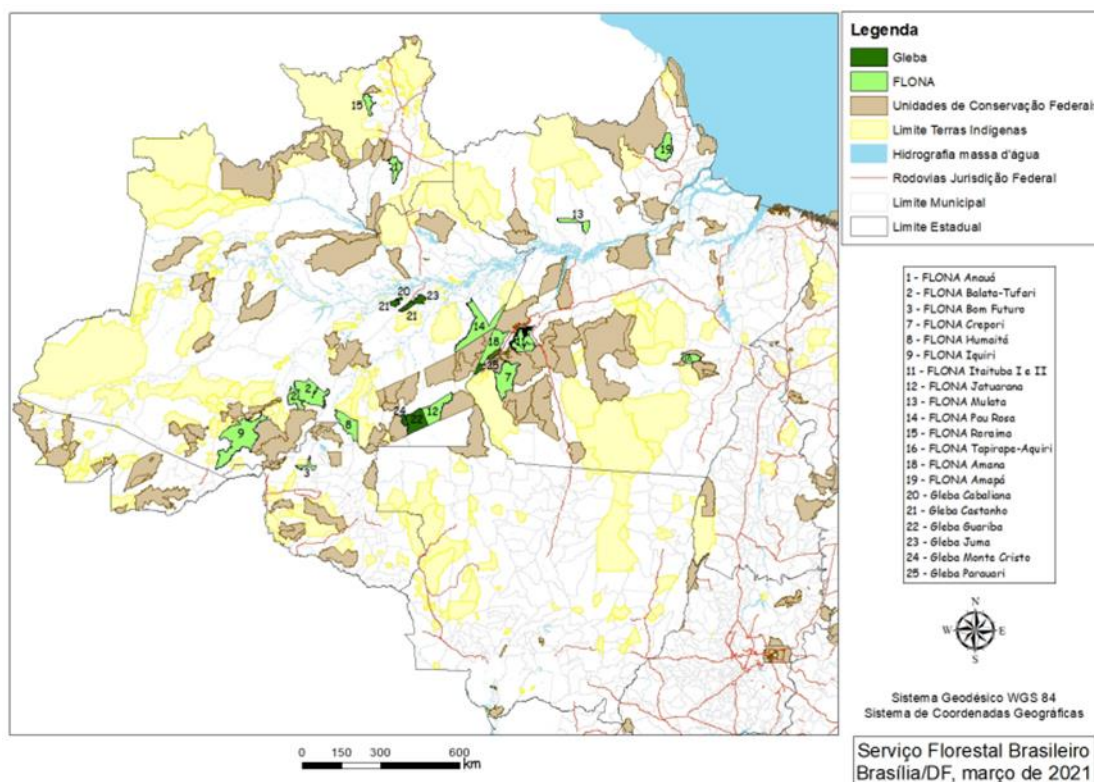 Legenda
Gleba
FLONA
Unidades de Conservação Federais
Limite Terras Indígenas
Hidrografia massa d'água
Rodovias Jurisdição Federal
Limite Municipal
Limite Estadual
15
19
13
20
23
21
21
14
18
25
7
2
24
22
12
8
9
3
1 - FLONA Anauá
2 - FLONA Balata-Tufari
3 - FLONA Bom Futuro
7 - FLONA Crepori
8 - FLONA Humaitá
9 - FLONA Iquiri
11 - FLONA Itaituba I e II
12 - FLONA Jatuarana
13 - FLONA Mulata
14 - FLONA Pau Rosa
15 - FLONA Roraima
16 - FLONA Tapirape-Aquiri
18 - FLONA Amana
19 - FLONA Amapá
20 - Gleba Cabaliana
21 - Gleba Castanho
22 - Gleba Guariba
23 - Gleba Juma
24 - Gleba Monte Cristo
25 - Gleba Parauari
N
W E
S
Sistema Geodésico WGS 84
Sistema de Coordenadas Geográficas
0 150 300 600
km
Serviço Florestal Brasileiro
Brasília/DF, março de 2021